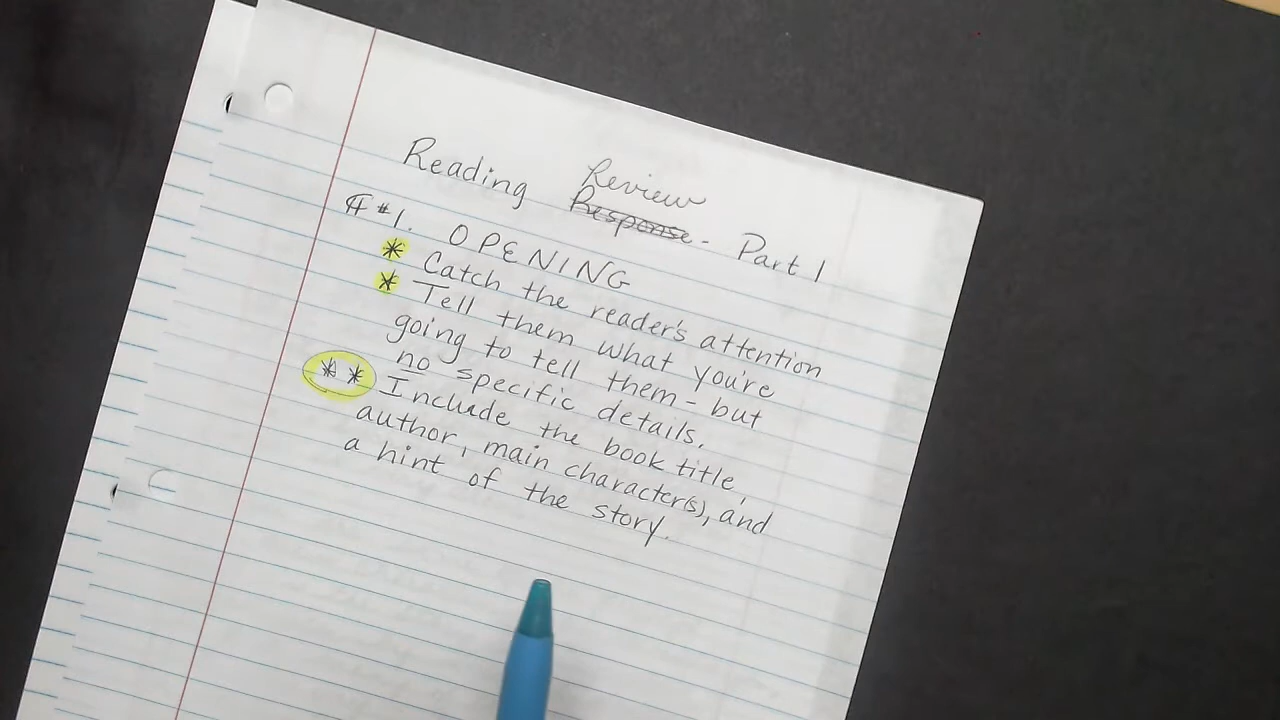 Reading Review
Response - Part 1
¶ #1. OPENING
* Catch the reader's attention
* Tell them what you're
going to tell them - but
no specific details.
** Include the book title,
author, main character(s), and
a hint of the story.